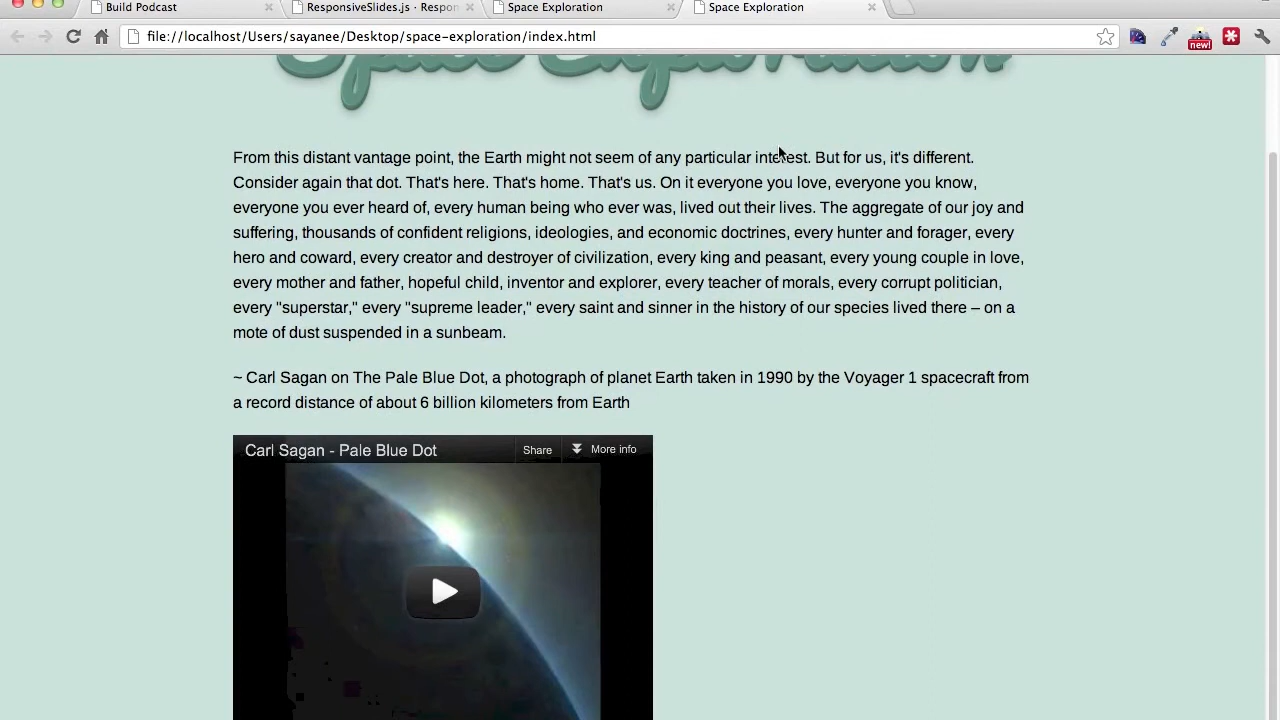 Build Podcast
ResponsiveSlides.js · Respon
Space Exploration
Space Exploration
file://localhost/Users/sayanee/Desktop/space-exploration/index.html
new!
Space Exploration
From this distant vantage point, the Earth might not seem of any particular interest. But for us, it's different.
Consider again that dot. That's here. That's home. That's us. On it everyone you love, everyone you know,
everyone you ever heard of, every human being who ever was, lived out their lives. The aggregate of our joy and
suffering, thousands of confident religions, ideologies, and economic doctrines, every hunter and forager, every
hero and coward, every creator and destroyer of civilization, every king and peasant, every young couple in love,
every mother and father, hopeful child, inventor and explorer, every teacher of morals, every corrupt politician,
every "superstar," every "supreme leader," every saint and sinner in the history of our species lived there – on a
mote of dust suspended in a sunbeam.
~ Carl Sagan on The Pale Blue Dot, a photograph of planet Earth taken in 1990 by the Voyager 1 spacecraft from
a record distance of about 6 billion kilometers from Earth
Carl Sagan - Pale Blue Dot
Share
More info